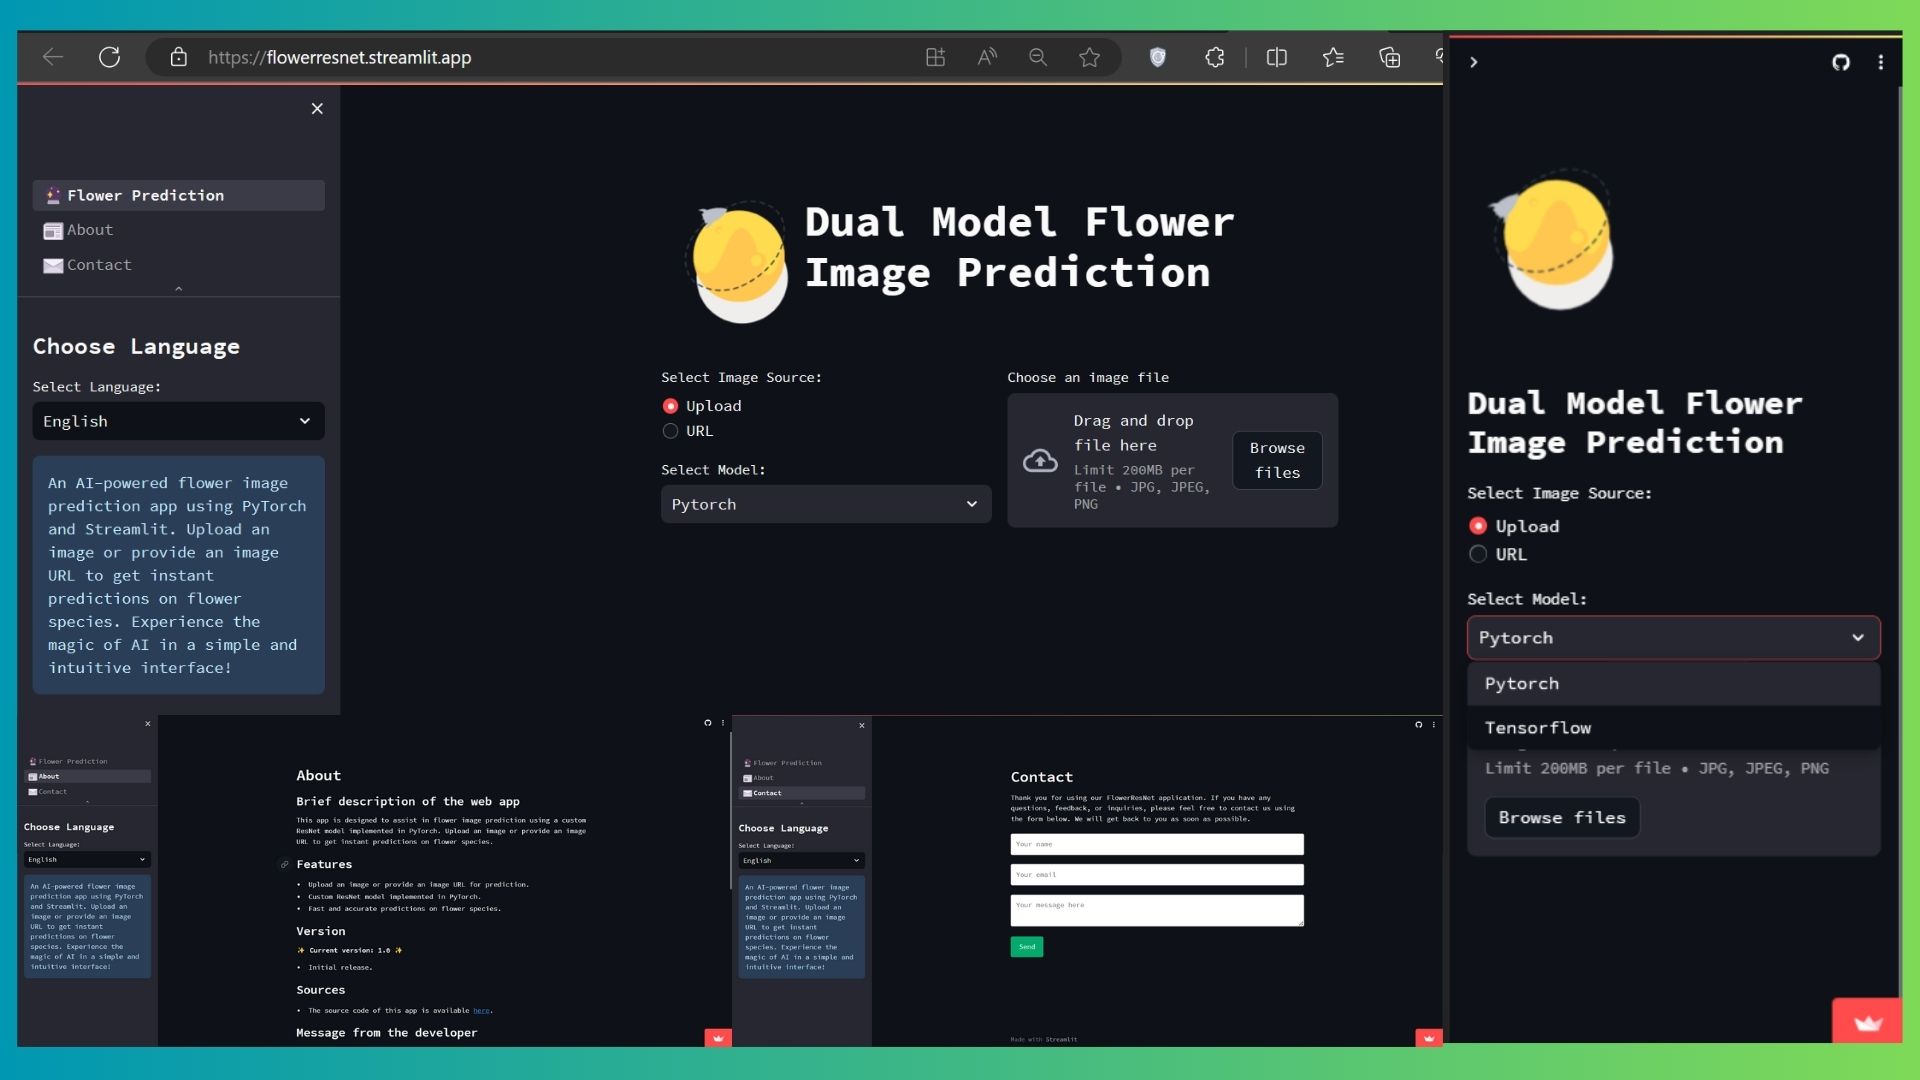 https://flowerresnet.streamlit.app
Flower Prediction
About
Contact
Choose Language
Select Language:
English
An AI-powered flower image
prediction app using PyTorch
and Streamlit. Upload an
image or provide an image
URL to get instant
predictions on flower
species. Experience the
magic of AI in a simple and
intuitive interface!
Dual Model Flower
Image Prediction
Select Image Source:
Upload
URL
Select Model:
Pytorch
Choose an image file
Drag and drop
file here
Limit 200MB per
file • JPG, JPEG,
PNG
Browse
files
Dual Model Flower
Image Prediction
Select Image Source:
Upload
URL
Select Model:
Pytorch
Pytorch
Tensorflow
Limit 200MB per file • JPG, JPEG, PNG
Browse files
Flower Prediction
About
Contact
Choose Language
Select Language:
English
An AI-powered flower image
prediction app using PyTorch
and Streamlit. Upload an
image or provide an image
URL to get instant
predictions on flower
species. Experience the
magic of AI in a simple and
intuitive interface!
About
Brief description of the web app
This app is designed to assist in flower image prediction using a custom
ResNet model implemented in PyTorch. Upload an image or provide an image
URL to get instant predictions on flower species.
Features
• Upload an image or provide an image URL for prediction.
• Custom ResNet model implemented in PyTorch.
• Fast and accurate predictions on flower species.
Version
✨ Current version: 1.0 ✨
• Initial release.
Sources
• The source code of this app is available here.
Message from the developer
Flower Prediction
About
Contact
Choose Language
Select Language:
English
An AI-powered flower image
prediction app using PyTorch
and Streamlit. Upload an
image or provide an image
URL to get instant
predictions on flower
species. Experience the
magic of AI in a simple and
intuitive interface!
Contact
Thank you for using our FlowerResNet application. If you have any
questions, feedback, or inquiries, please feel free to contact us using
the form below. We will get back to you as soon as possible.
Your name
Your email
Your message here
Send
Made with Streamlit